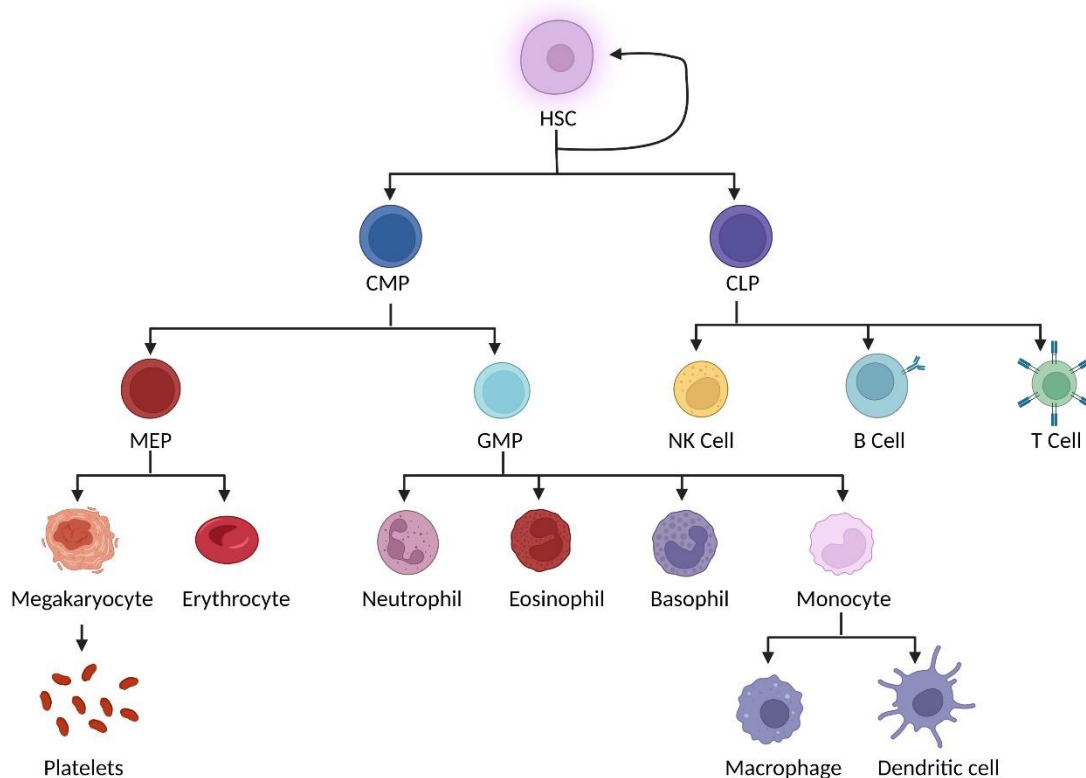 HSC
CMP
CLP
MEP
GMP
NK Cell
B Cell
T Cell
Megakaryocyte
Erythrocyte
Neutrophil
Eosinophil
Basophil
Monocyte
Platelets
Macrophage
Dendritic cell